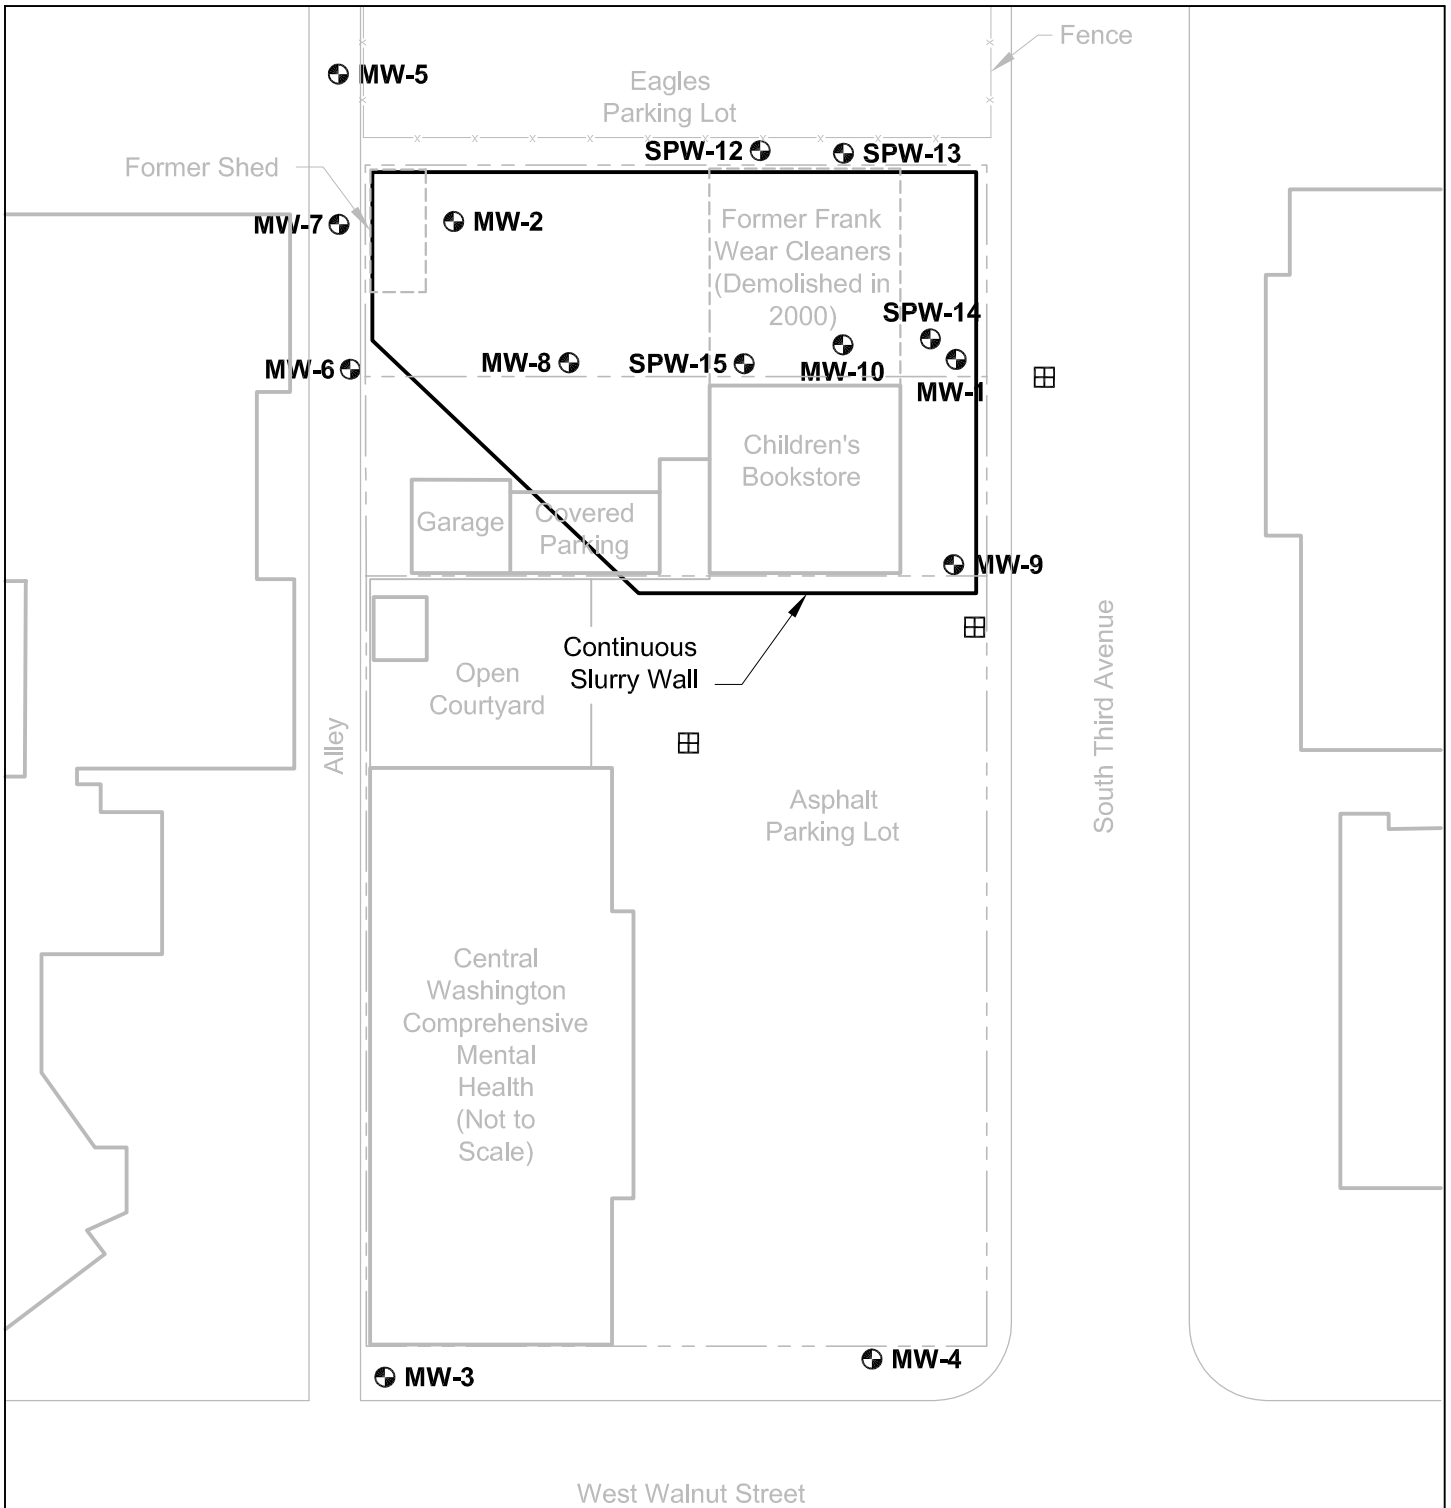 Fence
MW-5
Eagles
Parking Lot
SPW-12
SPW-13
Former Shed
MW-7
MW-2
Former Frank
Wear Cleaners
(Demolished in
2000)
SPW-14
MW-6
MW-8
SPW-15
MW-10
MW-1
Children's
Bookstore
Garage
Covered
Parking
MW-9
Continuous
Slurry Wall
Open
Courtyard
Alley
South Third Avenue
Asphalt
Parking Lot
Central
Washington
Comprehensive
Mental
Health
(Not to
Scale)
MW-4
MW-3
West Walnut Street